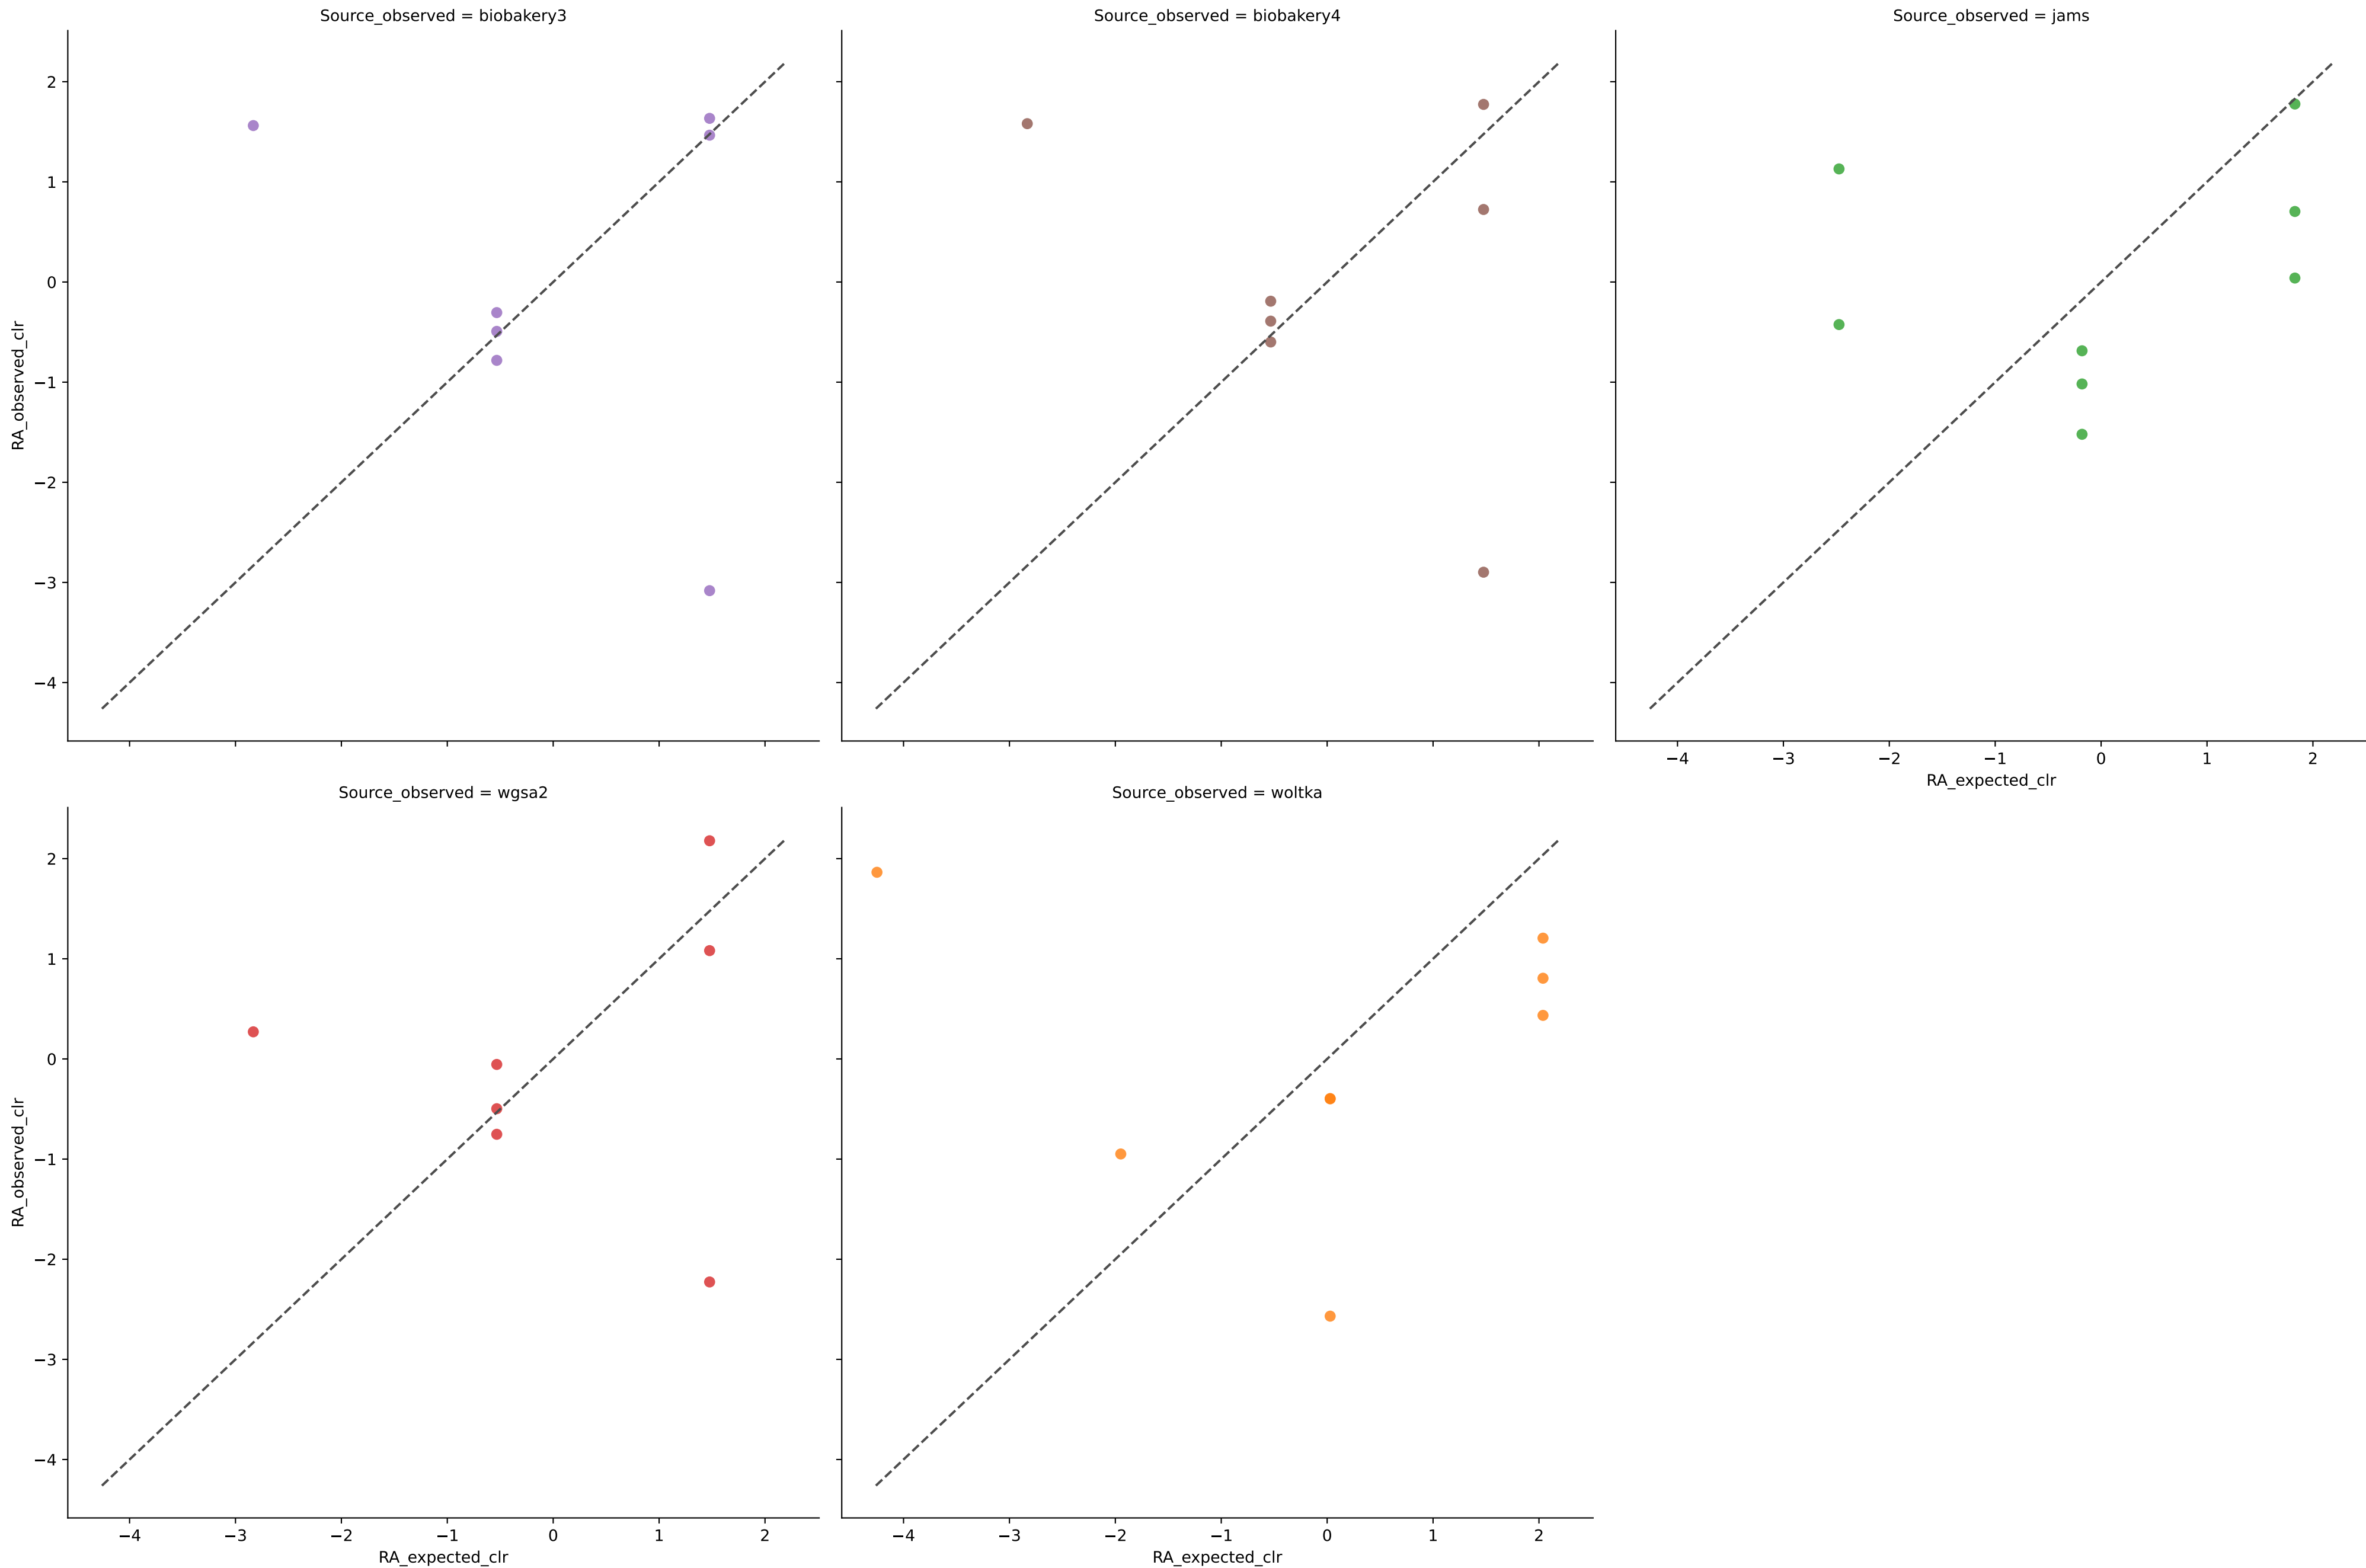 Source_observed = biobakery3
Source_observed = biobakery4
Source_observed = jams
2
1
0
−1
−2
−3
−4
RA_observed_clr
−4 −3 −2 −1 0 1 2
RA_expected_clr
Source_observed = wgsa2
Source_observed = woltka
2
1
0
−1
−2
−3
−4
RA_observed_clr
−4 −3 −2 −1 0 1 2
−4 −3 −2 −1 0 1 2
RA_expected_clr
RA_expected_clr